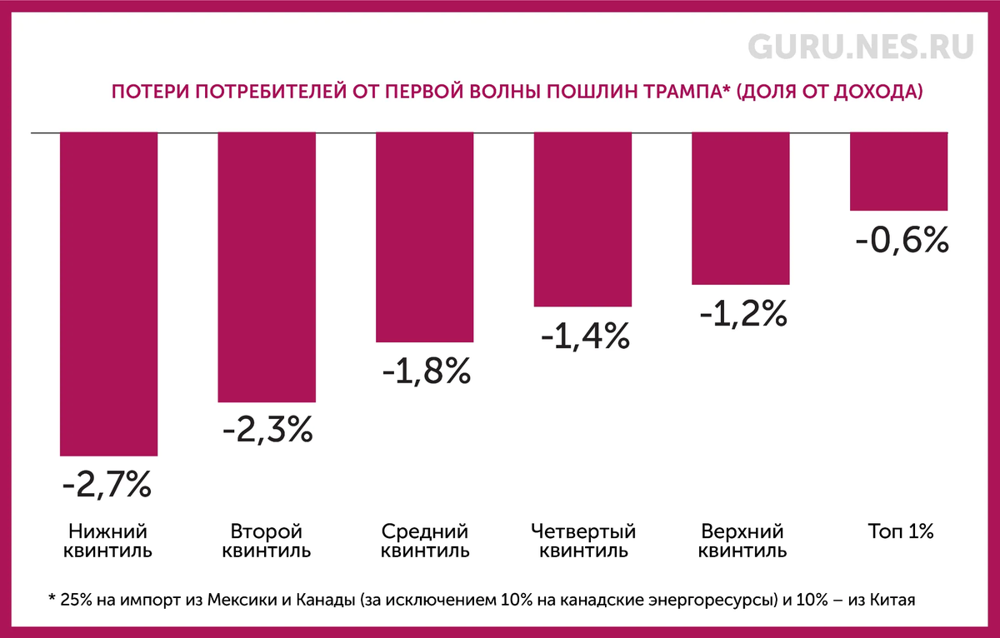 GURU.NES.RU
ПОТЕРИ ПОТРЕБИТЕЛЕЙ ОТ ПЕРВОЙ ВОЛНЫ ПОШЛИН ТРАМПА* (ДОЛЯ ОТ ДОХОДА)
-0,6%
-1,2%
-1,4%
-1,8%
-2,3%
-2,7%
Нижний
квинтиль
Второй
квинтиль
Средний
квинтиль
Четвертый
квинтиль
Верхний
квинтиль
Топ 1%
* 25% на импорт из Мексики и Канады (за исключением 10% на канадские энергоресурсы) и 10% – из Китая